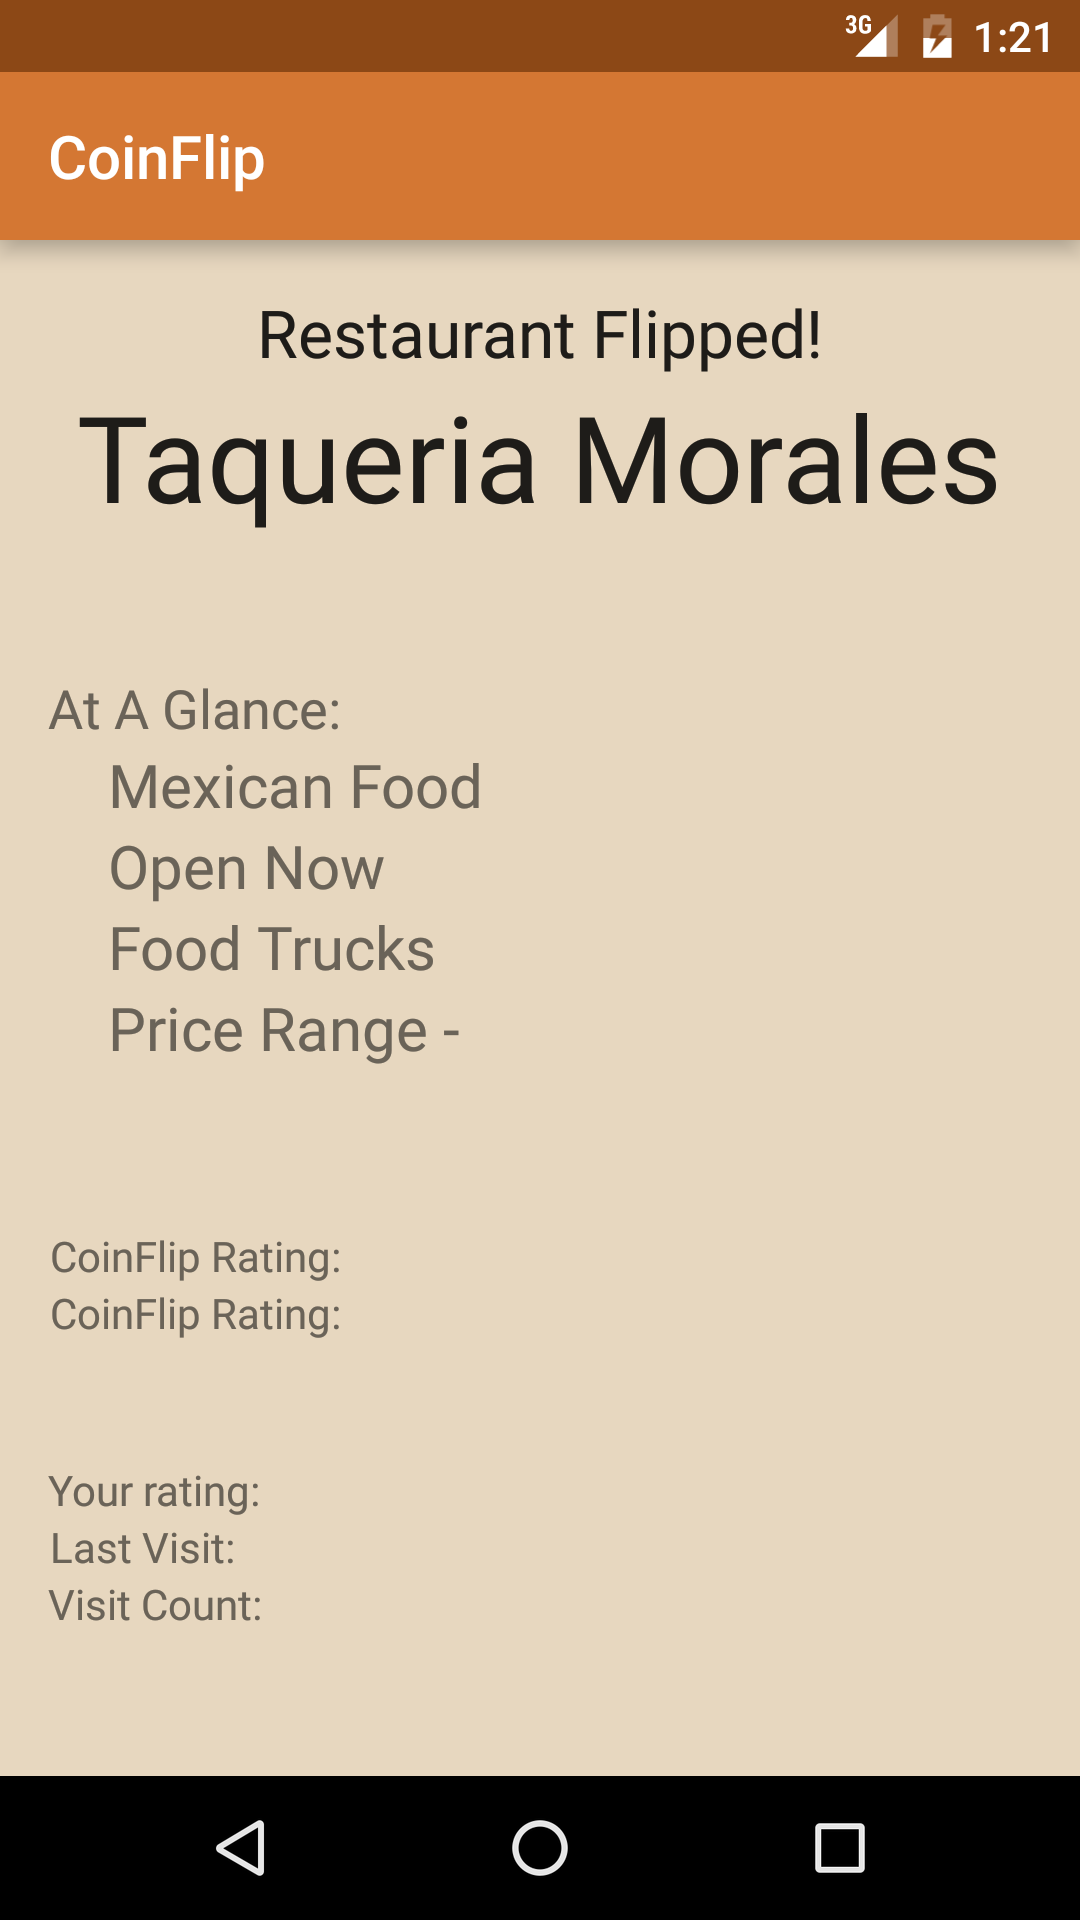 3G 1:21
CoinFlip
Restaurant Flipped!
Taqueria Morales
At A Glance:
Mexican Food
Open Now
Food Trucks
Price Range -
CoinFlip Rating:
CoinFlip Rating:
Your rating:
Last Visit:
Visit Count: